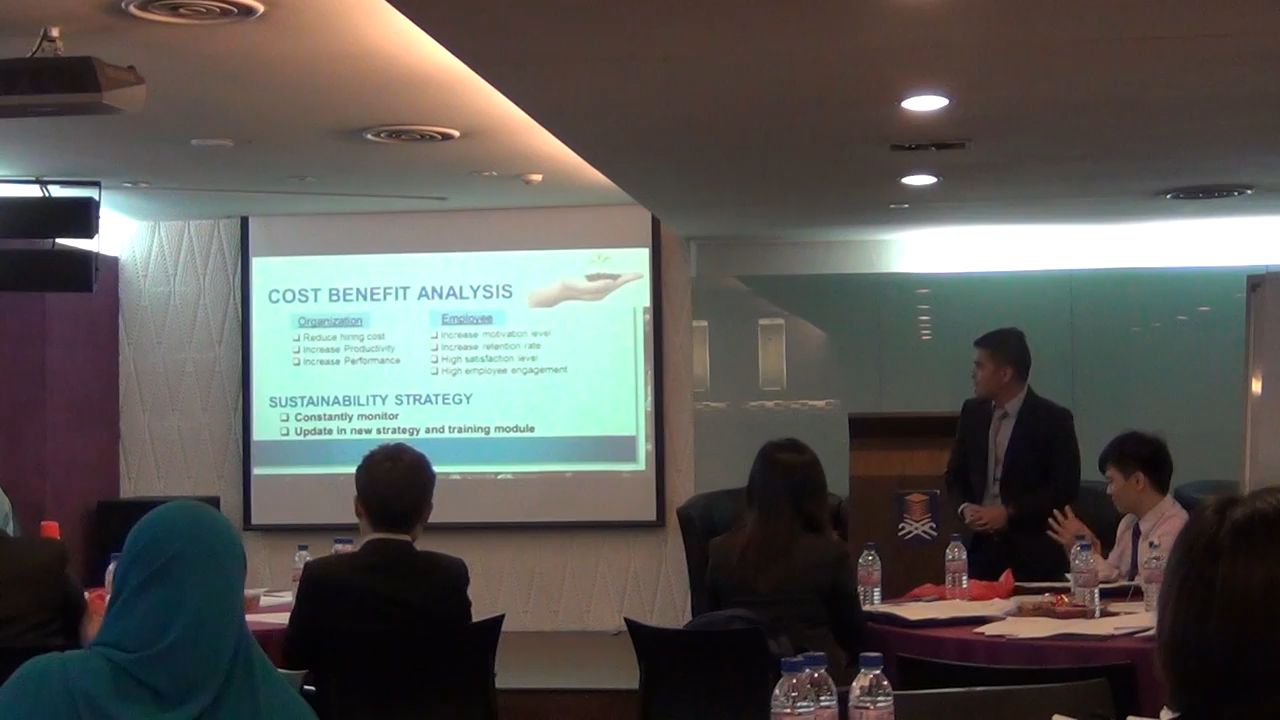 COST BENEFIT ANALYSIS
Organization
❑ Reduce hiring cost
❑ Increase Productivity
❑ Increase Performance
Employee
❑ Increase motivation level
❑ Increase retention rate
❑ High satisfaction level
❑ High employee engagement
SUSTAINABILITY STRATEGY
❑ Constantly monitor
❑ Update in new strategy and training module